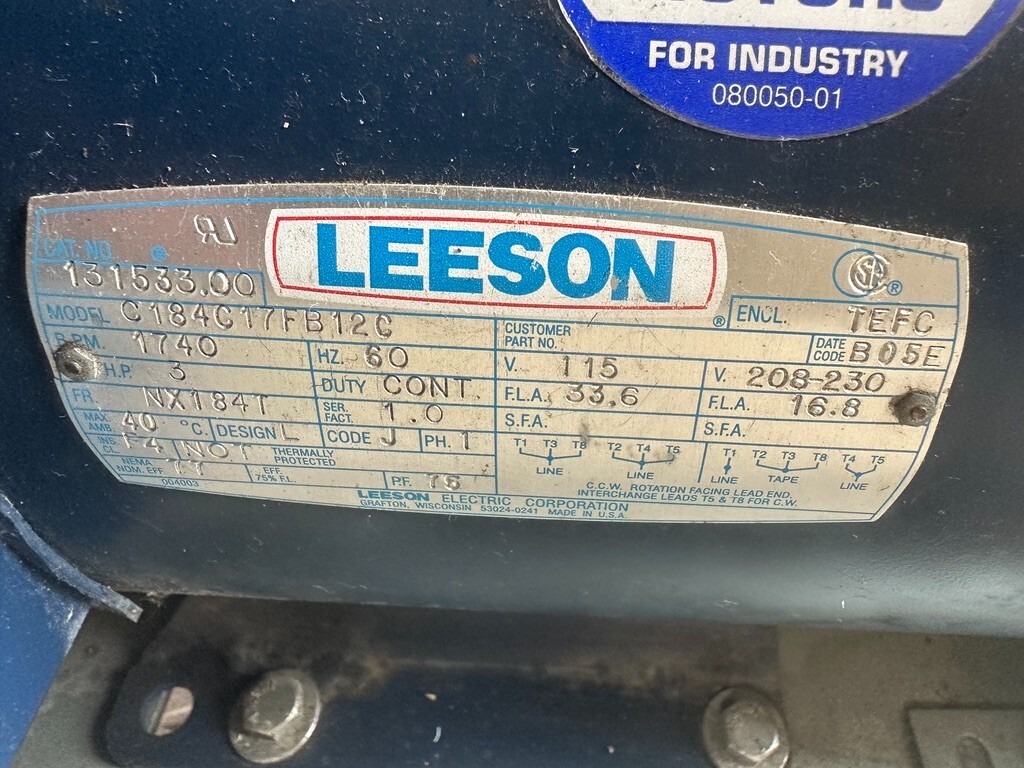 FOR INDUSTRY
080050-01
LEESON ®
CAT. NO. 131533.00
ENCL. TEFC
MODEL C184C17FB12C
CUSTOMER PART NO.
DATE CODE B05E
R.P.M. 1740 HZ. 60
V. 115 V. 208-230
H.P. 3 DUTY CONT.
F.L.A. 33.6 F.L.A. 16.8
FR. NX184T SER. FACT. 1.0
S.F.A. S.F.A.
MAX. AMB. 40 °C. DESIGN L CODE J PH. 1
T1 T3 T8 T2 T4 T5 T1 T2 T3 T8 T4 T5
LINE LINE LINE TAPE LINE
INS. CL. NOT THERMALLY PROTECTED
NEMA NOM. EFF. EFF. 75% F.L. P.F.
C.C.W. ROTATION FACING LEAD END.
INTERCHANGE LEADS T5 & T8 FOR C.W.
004003
LEESON ELECTRIC CORPORATION
GRAFTON, WISCONSIN 53024-0241 MADE IN U.S.A.